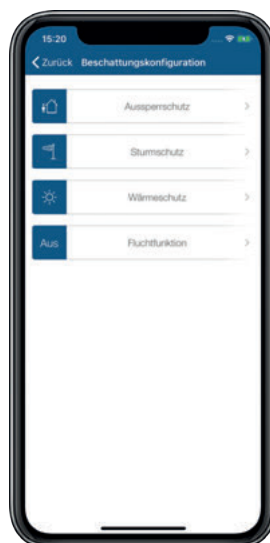 15:20
Zurück Beschattungskonfiguration
Aussperrschutz
Sturmschutz
Wärmeschutz
Aus Fluchtfunktion